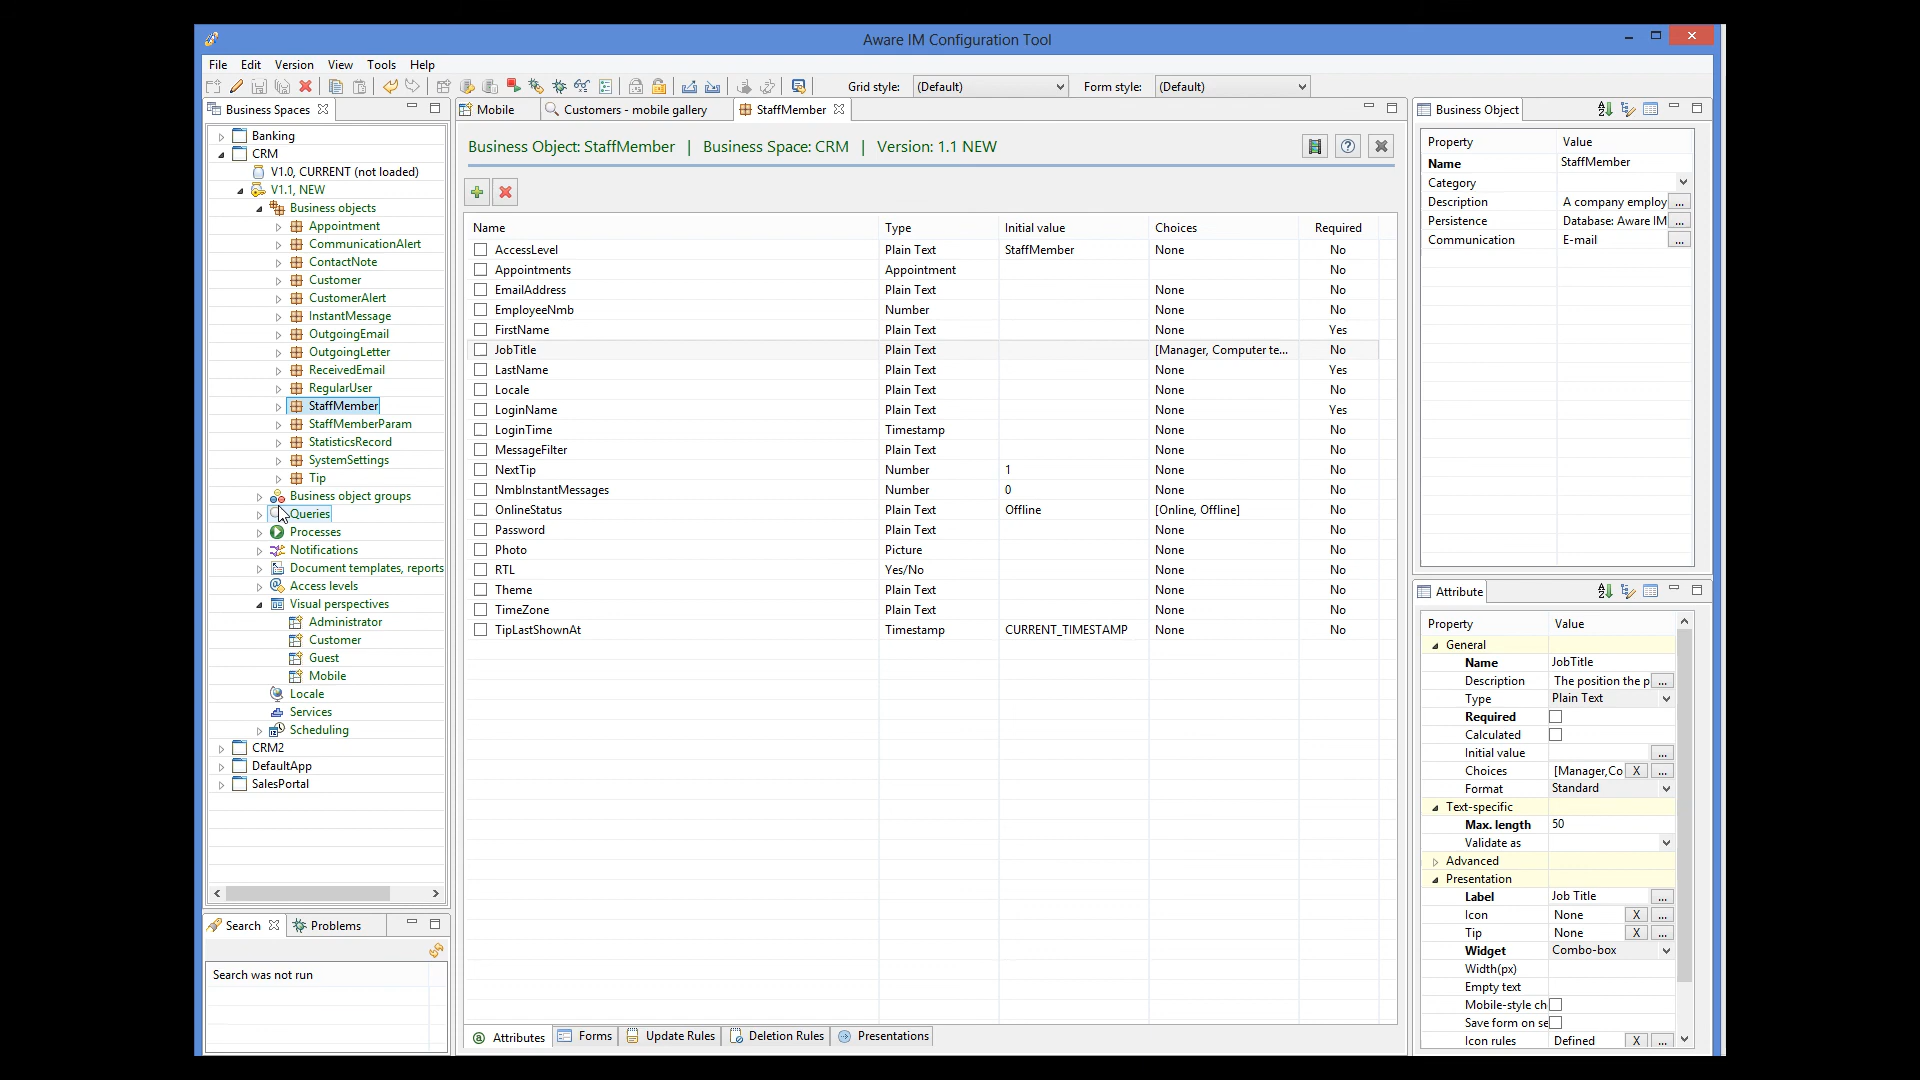 Aware IM Configuration Tool
File Edit Version View Tools Help
Grid style: (Default) Form style: (Default)
Business Spaces
Banking
CRM
V1.0, CURRENT (not loaded)
V1.1, NEW
Business objects
Appointment
CommunicationAlert
ContactNote
Customer
CustomerAlert
InstantMessage
OutgoingEmail
OutgoingLetter
ReceivedEmail
RegularUser
StaffMember
StaffMemberParam
StatisticsRecord
SystemSettings
Tip
Business object groups
Queries
Processes
Notifications
Document templates, reports
Access levels
Visual perspectives
Administrator
Customer
Guest
Mobile
Locale
Services
Scheduling
CRM2
DefaultApp
SalesPortal
Search Problems
Search was not run
Mobile Customers - mobile gallery StaffMember
Business Object: StaffMember | Business Space: CRM | Version: 1.1 NEW
Name Type Initial value Choices Required
AccessLevel Plain Text StaffMember None No
Appointments Appointment No
EmailAddress Plain Text None No
EmployeeNmb Number None No
FirstName Plain Text None Yes
JobTitle Plain Text [Manager, Computer te... No
LastName Plain Text None Yes
Locale Plain Text None No
LoginName Plain Text None Yes
LoginTime Timestamp None No
MessageFilter Plain Text None No
NextTip Number 1 None No
NmbInstantMessages Number 0 None No
OnlineStatus Plain Text Offline [Online, Offline] No
Password Plain Text None No
Photo Picture None No
RTL Yes/No None No
Theme Plain Text None No
TimeZone Plain Text None No
TipLastShownAt Timestamp CURRENT_TIMESTAMP None No
Attributes Forms Update Rules Deletion Rules Presentations
Business Object
Property Value
Name StaffMember
Category
Description A company employ ...
Persistence Database: Aware IM ...
Communication E-mail ...
Attribute
Property Value
General
Name JobTitle
Description The position the p ...
Type Plain Text
Required
Calculated
Initial value ...
Choices [Manager,Co X ...
Format Standard
Text-specific
Max. length 50
Validate as
Advanced
Presentation
Label Job Title ...
Icon None X ...
Tip None X ...
Widget Combo-box
Width(px)
Empty text
Mobile-style ch
Save form on se
Icon rules Defined X ...